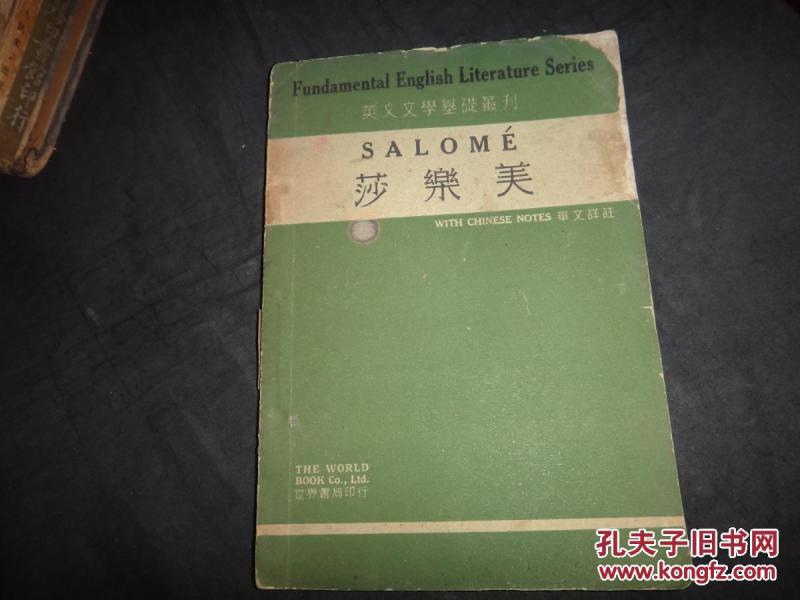 Fundamental English Literature Series
英文文學基礎叢刊
SALOMÉ
莎樂美
WITH CHINESE NOTES 華文詳註
THE WORLD
BOOK Co., Ltd.
世界書局印行
孔夫子旧书网
www.kongfz.com